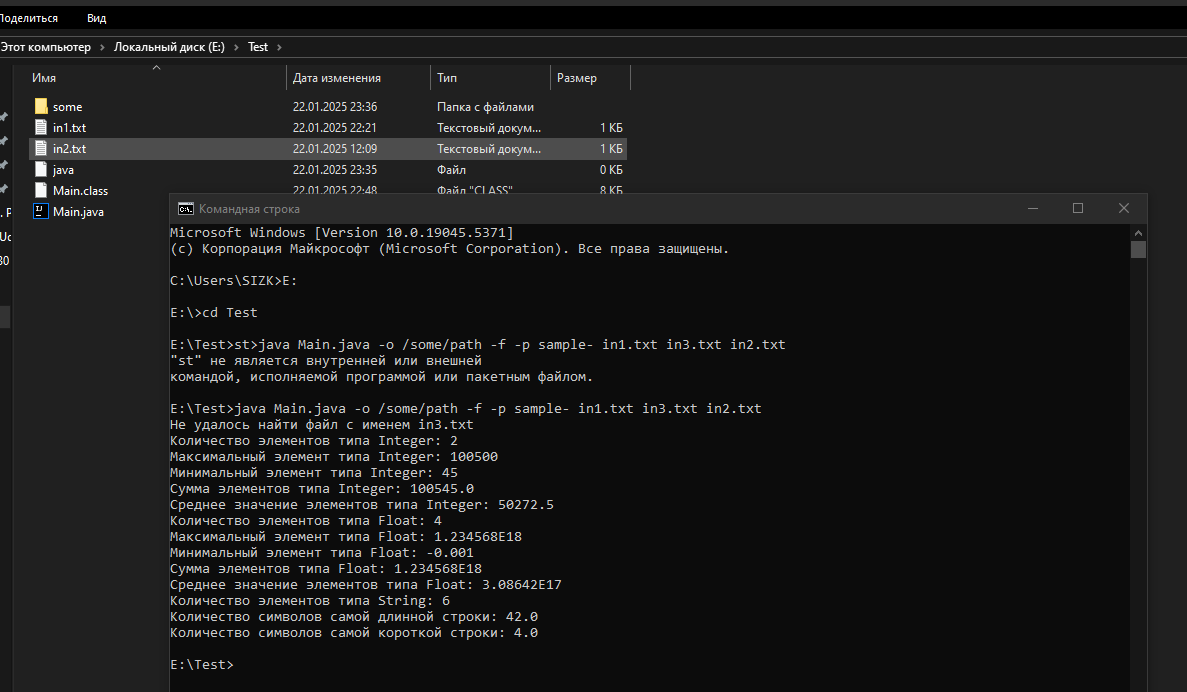 Поделиться Вид
Этот компьютер > Локальный диск (E:) > Test >
Имя Дата изменения Тип Размер
some 22.01.2025 23:36 Папка с файлами
in1.txt 22.01.2025 22:21 Текстовый докум... 1 КБ
in2.txt 22.01.2025 12:09 Текстовый докум... 1 КБ
java 22.01.2025 23:35 Файл 0 КБ
Main.class 22.01.2025 22:48 Файл "CLASS" 8 КБ
Main.java
Командная строка
Microsoft Windows [Version 10.0.19045.5371]
(c) Корпорация Майкрософт (Microsoft Corporation). Все права защищены.
C:\Users\SIZK>E:
E:\>cd Test
E:\Test>st>java Main.java -o /some/path -f -p sample- in1.txt in3.txt in2.txt
"st" не является внутренней или внешней
командой, исполняемой программой или пакетным файлом.
E:\Test>java Main.java -o /some/path -f -p sample- in1.txt in3.txt in2.txt
Не удалось найти файл с именем in3.txt
Количество элементов типа Integer: 2
Максимальный элемент типа Integer: 100500
Минимальный элемент типа Integer: 45
Сумма элементов типа Integer: 100545.0
Среднее значение элементов типа Integer: 50272.5
Количество элементов типа Float: 4
Максимальный элемент типа Float: 1.234568E18
Минимальный элемент типа Float: -0.001
Сумма элементов типа Float: 1.234568E18
Среднее значение элементов типа Float: 3.08642E17
Количество элементов типа String: 6
Количество символов самой длинной строки: 42.0
Количество символов самой короткой строки: 4.0
E:\Test>